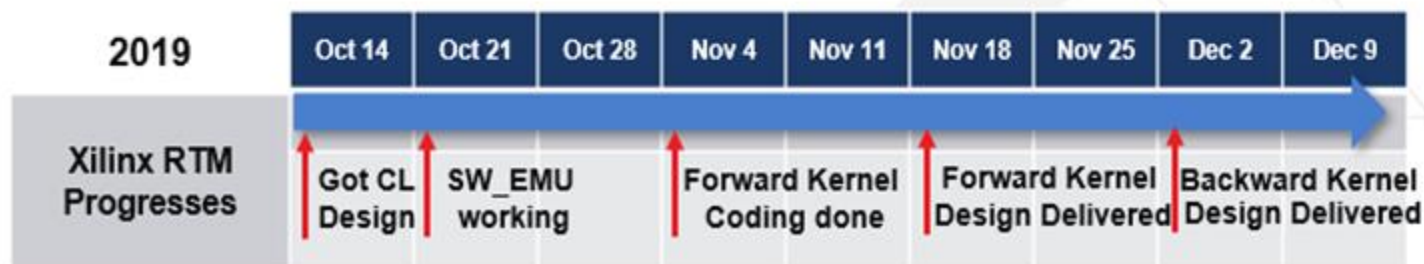 2019 Oct 14 Oct 21 Oct 28 Nov 4 Nov 11 Nov 18 Nov 25 Dec 2 Dec 9
Xilinx RTM
Progresses
Got CL
Design
SW_EMU
working
Forward Kernel
Coding done
Forward Kernel
Design Delivered
Backward Kernel
Design Delivered